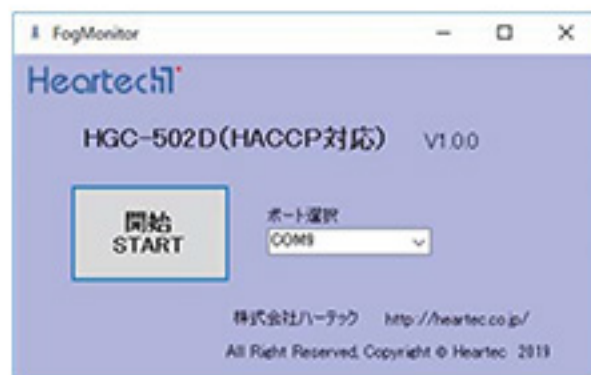 FogMonitor
Heartech
HGC-502D(HACCP対応) V1.0.0
開始
START
ポート選択
COM9
株式会社ハーテック http://heartec.co.jp/
All Right Reserved, Copyright © Heartec 2019